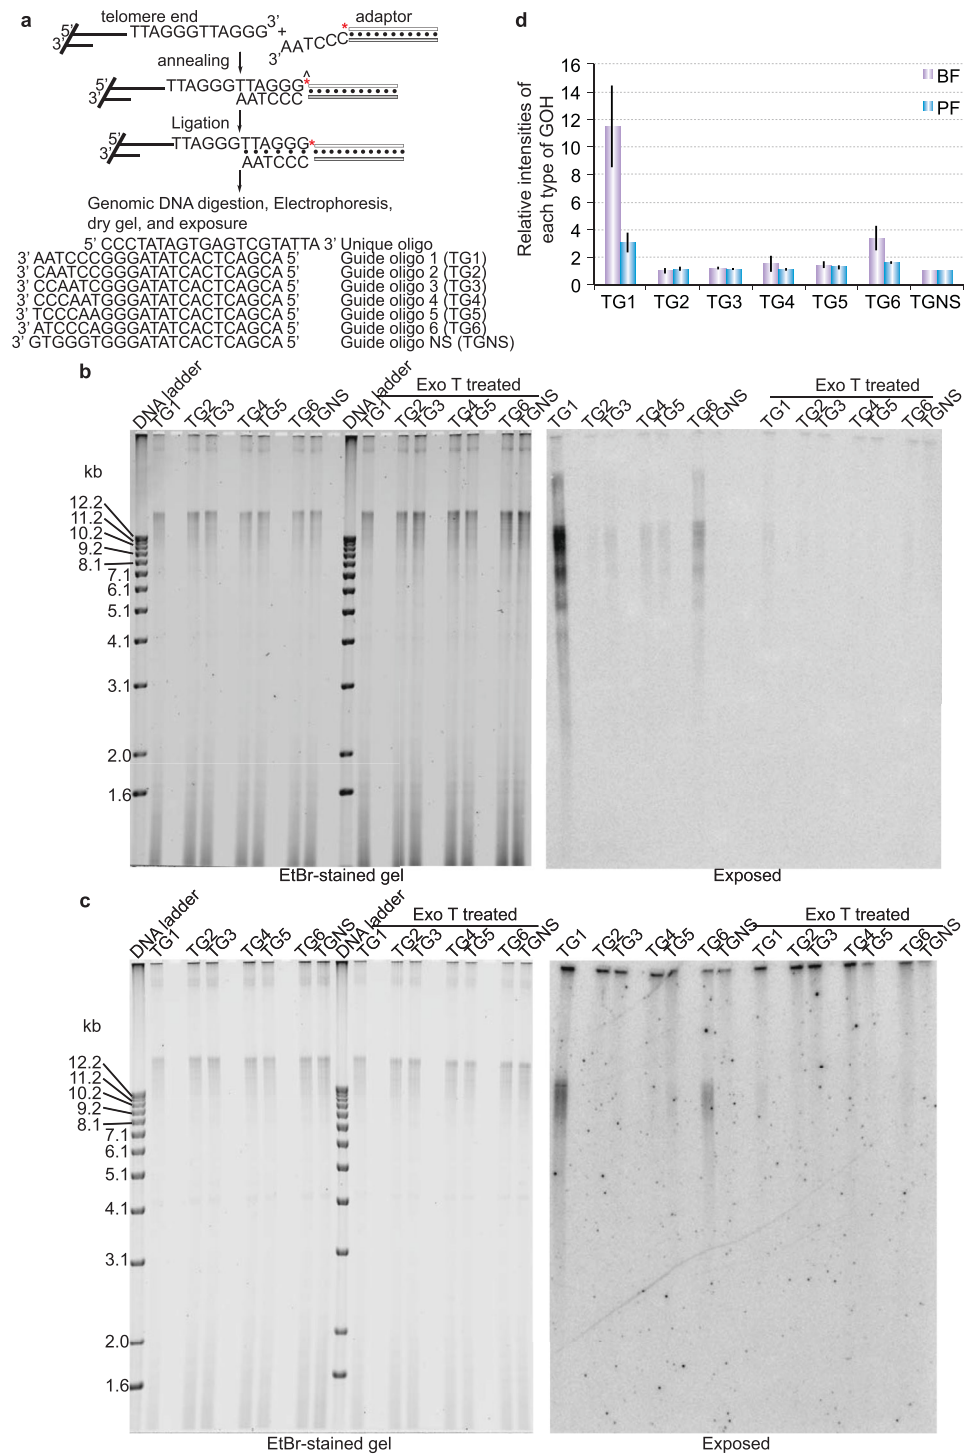 a
telomere end
adaptor
5'
3'
TTAGGGTTAGGG 3'
+
*
AATCCC
3'
annealing
5'
3'
TTAGGGTTAGGG
^
*
AATCCC
Ligation
5'
3'
TTAGGGTTAGGG*
AATCCC
Genomic DNA digestion, Electrophoresis,
dry gel, and exposure
5' CCCTATAGTGAGTCGTATTA 3' Unique oligo
3' AATCCCGGGATATCACTCAGCA 5' Guide oligo 1 (TG1)
3' CAATCCGGGATATCACTCAGCA 5' Guide oligo 2 (TG2)
3' CCAATCGGGATATCACTCAGCA 5' Guide oligo 3 (TG3)
3' CCCAATGGGATATCACTCAGCA 5' Guide oligo 4 (TG4)
3' TCCCAAGGGATATCACTCAGCA 5' Guide oligo 5 (TG5)
3' ATCCCAGGGATATCACTCAGCA 5' Guide oligo 6 (TG6)
3' GTGGGTGGGATATCACTCAGCA 5' Guide oligo NS (TGNS)
d
Relative intensities of
each type of GOH
16
14
12
10
8
6
4
2
0
BF
PF
TG1 TG2 TG3 TG4 TG5 TG6 TGNS
b
DNA ladder TG1 TG2 TG3 TG4 TG5 TG6 TGNS DNA ladder TG1 TG2 TG3 TG4 TG5 TG6 TGNS
Exo T treated
TG1 TG2 TG3 TG4 TG5 TG6 TGNS TG1 TG2 TG3 TG4 TG5 TG6 TGNS
Exo T treated
kb
12.2
11.2
10.2
9.2
8.1
7.1
6.1
5.1
4.1
3.1
2.0
1.6
EtBr-stained gel
Exposed
c
DNA ladder TG1 TG2 TG3 TG4 TG5 TG6 TGNS DNA ladder TG1 TG2 TG3 TG4 TG5 TG6 TGNS
Exo T treated
TG1 TG2 TG3 TG4 TG5 TG6 TGNS TG1 TG2 TG3 TG4 TG5 TG6 TGNS
Exo T treated
kb
12.2
11.2
10.2
9.2
8.1
7.1
6.1
5.1
4.1
3.1
2.0
1.6
EtBr-stained gel
Exposed